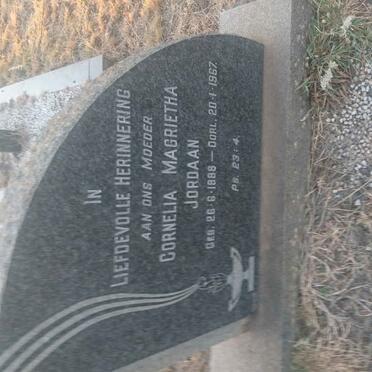 IN
LIEFDEVOLLE HERINNERING
AAN ONS MOEDER
CORNELIA MAGRIETHA
JORDAAN
GEB. 26·6·1888 — OORL. 20·1·1967.
PS. 23:4.